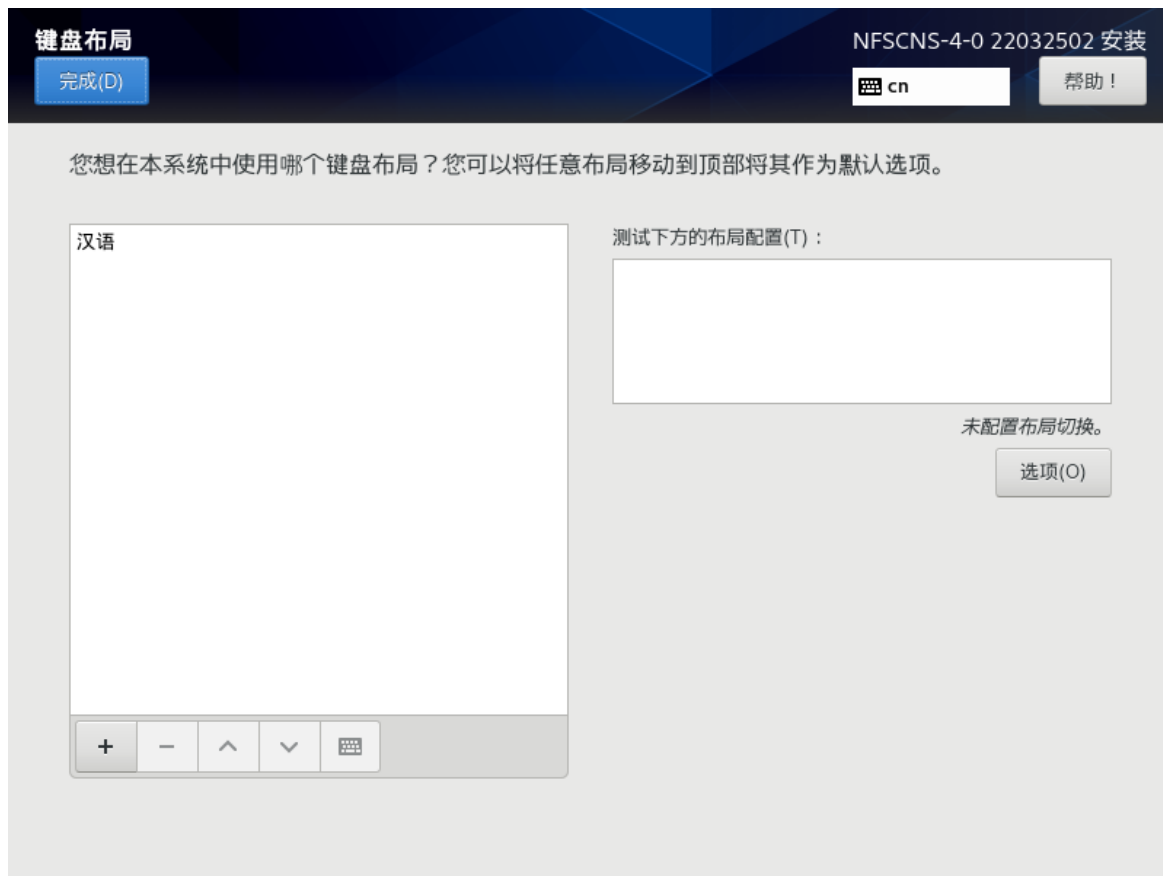 键盘布局
NFSCNS-4-0 22032502 安装
完成(D)
cn
帮助！
您想在本系统中使用哪个键盘布局？您可以将任意布局移动到顶部将其作为默认选项。
汉语
测试下方的布局配置(T)：
未配置布局切换。
选项(O)